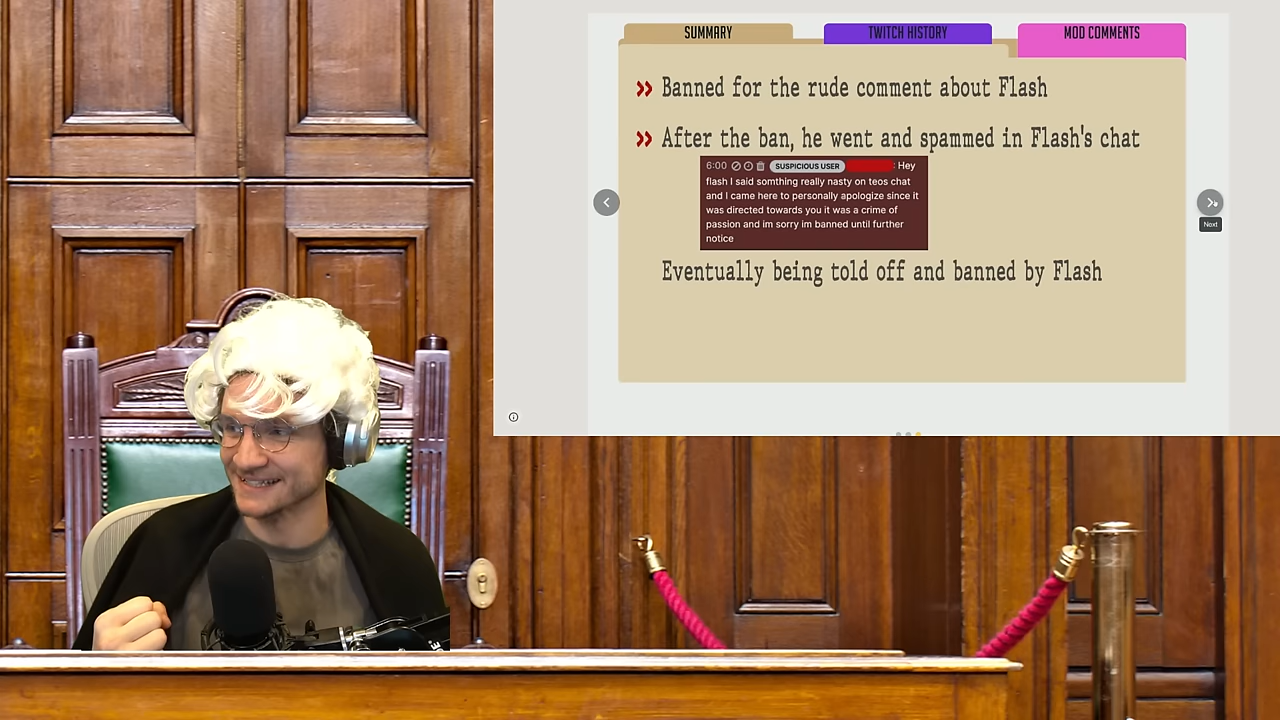 SUMMARY
TWITCH HISTORY
MOD COMMENTS
Banned for the rude comment about Flash
After the ban, he went and spammed in Flash's chat
6:00 SUSPICIOUS USER : Hey
flash I said somthing really nasty on teos chat
and I came here to personally apologize since it
was directed towards you it was a crime of
passion and im sorry im banned until further
notice
Next
Eventually being told off and banned by Flash